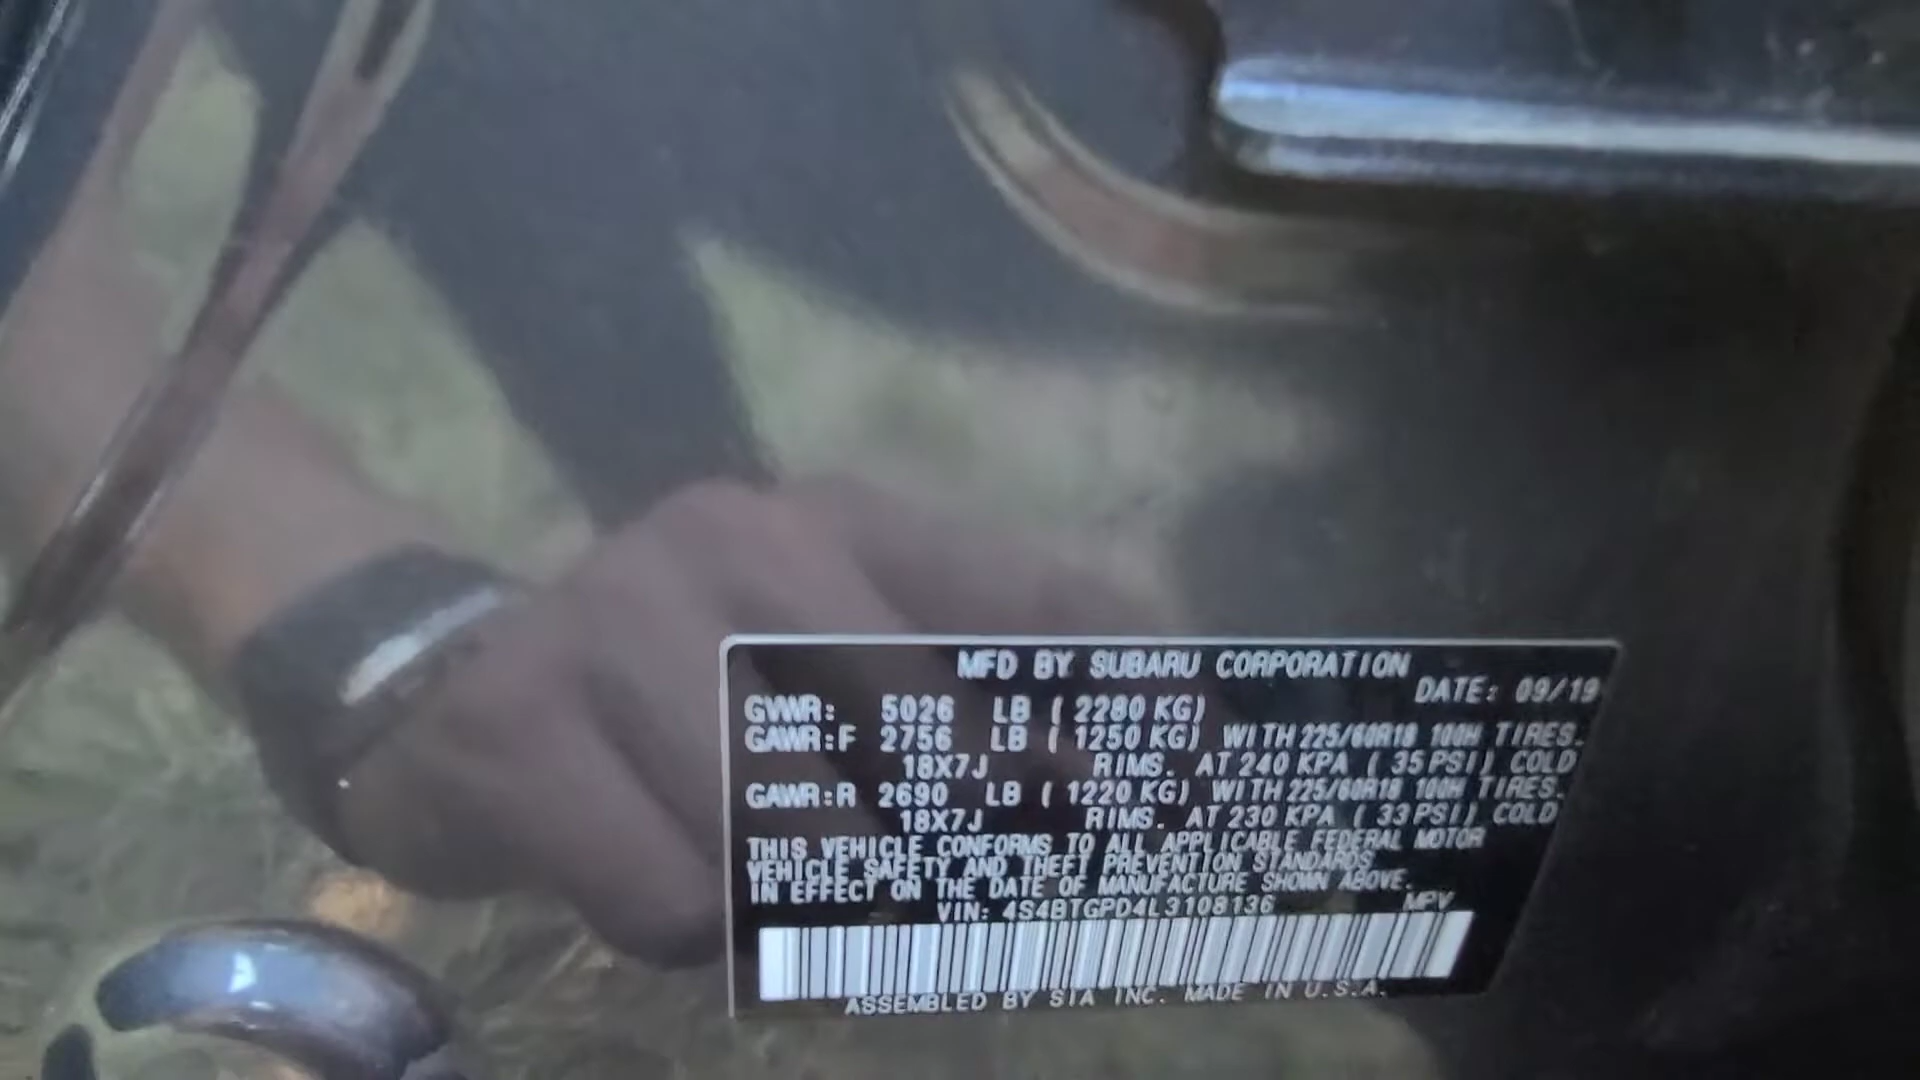 MFD BY SUBARU CORPORATION
DATE: 09/19
GVWR: 5026 LB ( 2280 KG)
GAWR:F 2756 LB ( 1250 KG) WITH 225/60R18 100H TIRES.
18X7J RIMS. AT 240 KPA ( 35 PSI) COLD
GAWR:R 2690 LB ( 1220 KG) WITH 225/60R18 100H TIRES.
18X7J RIMS. AT 230 KPA ( 33 PSI) COLD
THIS VEHICLE CONFORMS TO ALL APPLICABLE FEDERAL MOTOR
VEHICLE SAFETY AND THEFT PREVENTION STANDARDS
IN EFFECT ON THE DATE OF MANUFACTURE SHOWN ABOVE.
VIN: 4S4BTGPD4L3108136 MPV
ASSEMBLED BY SIA INC. MADE IN U.S.A.